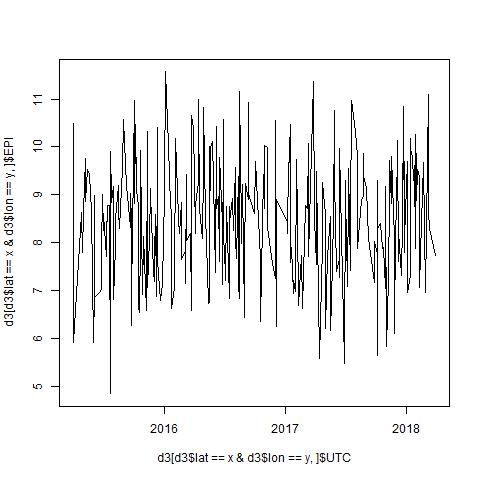 d3[d3$lat == x & d3$lon == y, ]$EPI
11
10
9
8
7
6
5
2016 2017 2018
d3[d3$lat == x & d3$lon == y, ]$UTC